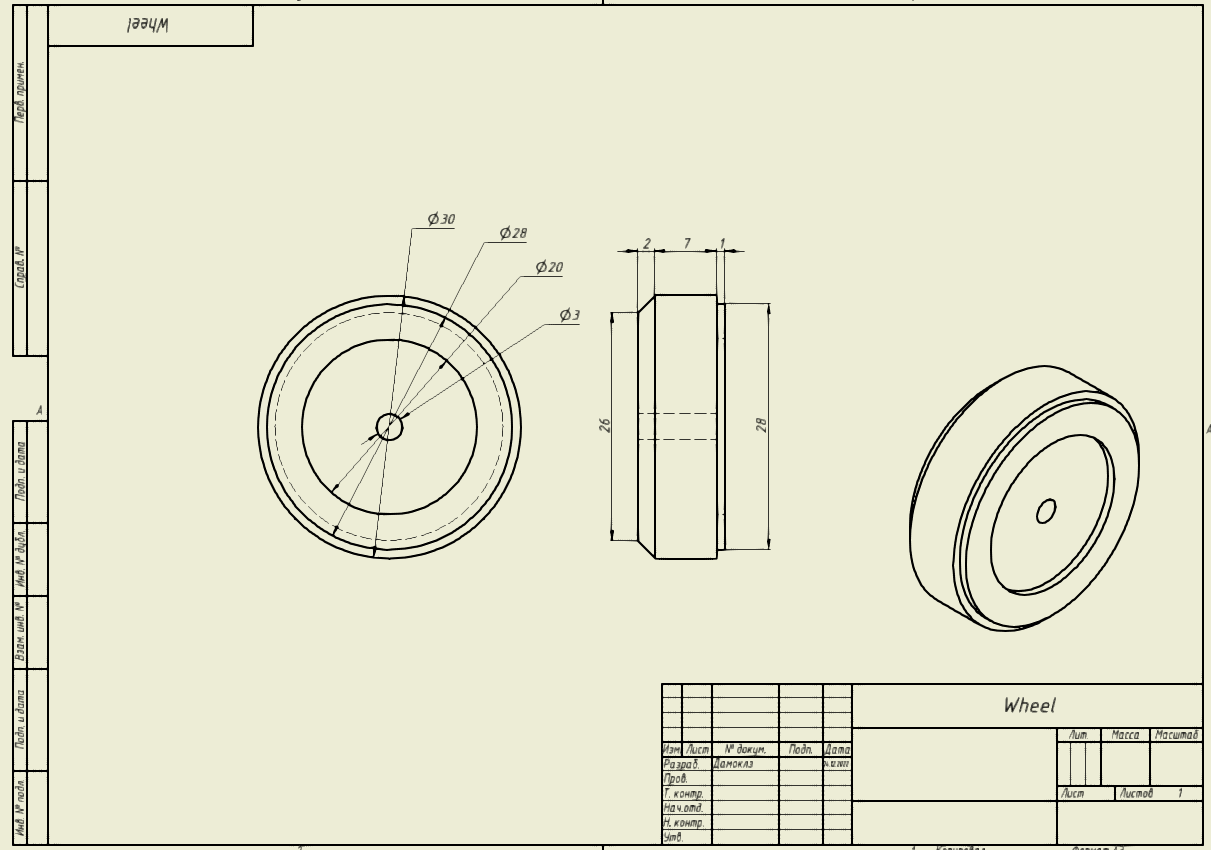 Wheel
Перв. примен.
Справ. №
Подп. и дата
Инв. № дубл.
Взам. инв. №
Подп. и дата
Инв. № подл.
A
A
Ø30
Ø28
Ø20
Ø3
2 7 1
26
28
Wheel
Лит. Масса Масштаб
Изм. Лист № докум. Подп. Дата
Разраб. Дамоклз
Пров.
Т. контр.
Лист Листов 1
Нач.отд.
Н. контр.
Утв.